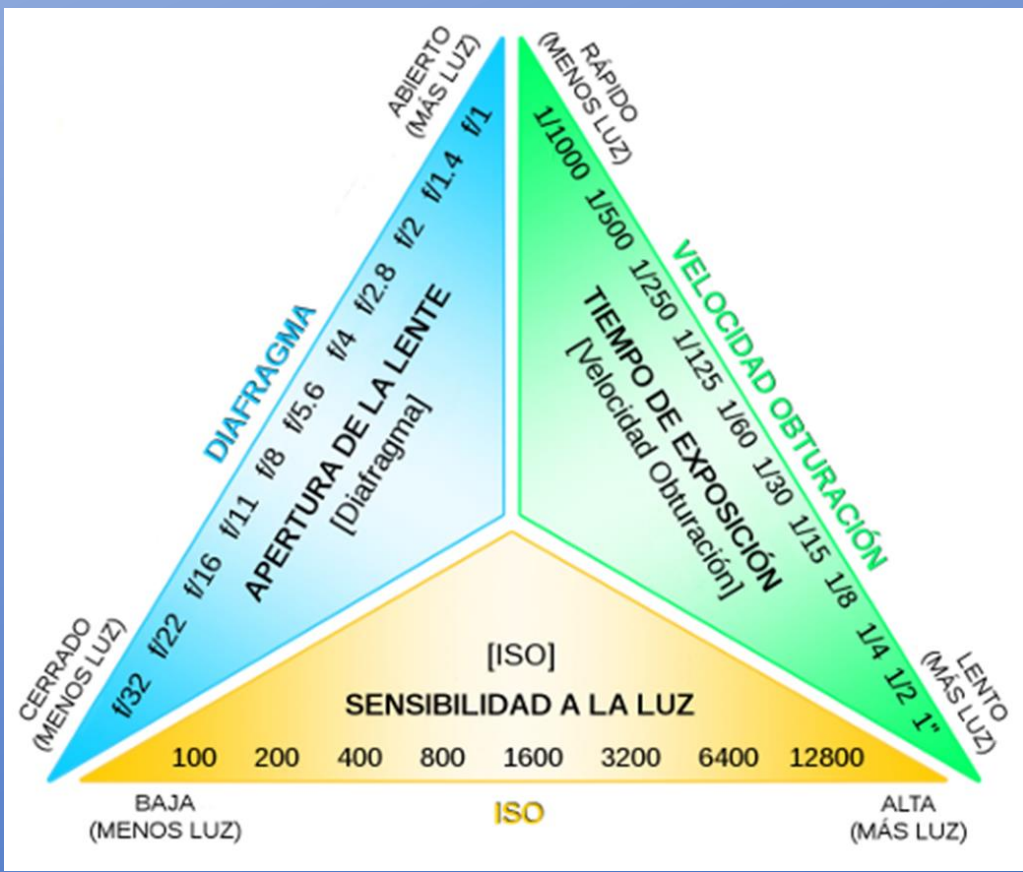 ABIERTO
(MÁS LUZ)
f/1
f/1.4
f/2
f/2.8
f/4
f/5.6
f/8
f/11
f/16
f/22
f/32
DIAFRAGMA
APERTURA DE LA LENTE
[Diafragma]
CERRADO
(MENOS LUZ)
RÁPIDO
(MENOS LUZ)
1/1000
1/500
1/250
1/125
1/60
1/30
1/15
1/8
1/4
1/2
1"
VELOCIDAD OBTURACIÓN
TIEMPO DE EXPOSICIÓN
[Velocidad Obturación]
LENTO
(MÁS LUZ)
[ISO]
SENSIBILIDAD A LA LUZ
100 200 400 800 1600 3200 6400 12800
BAJA
(MENOS LUZ)
ISO
ALTA
(MÁS LUZ)